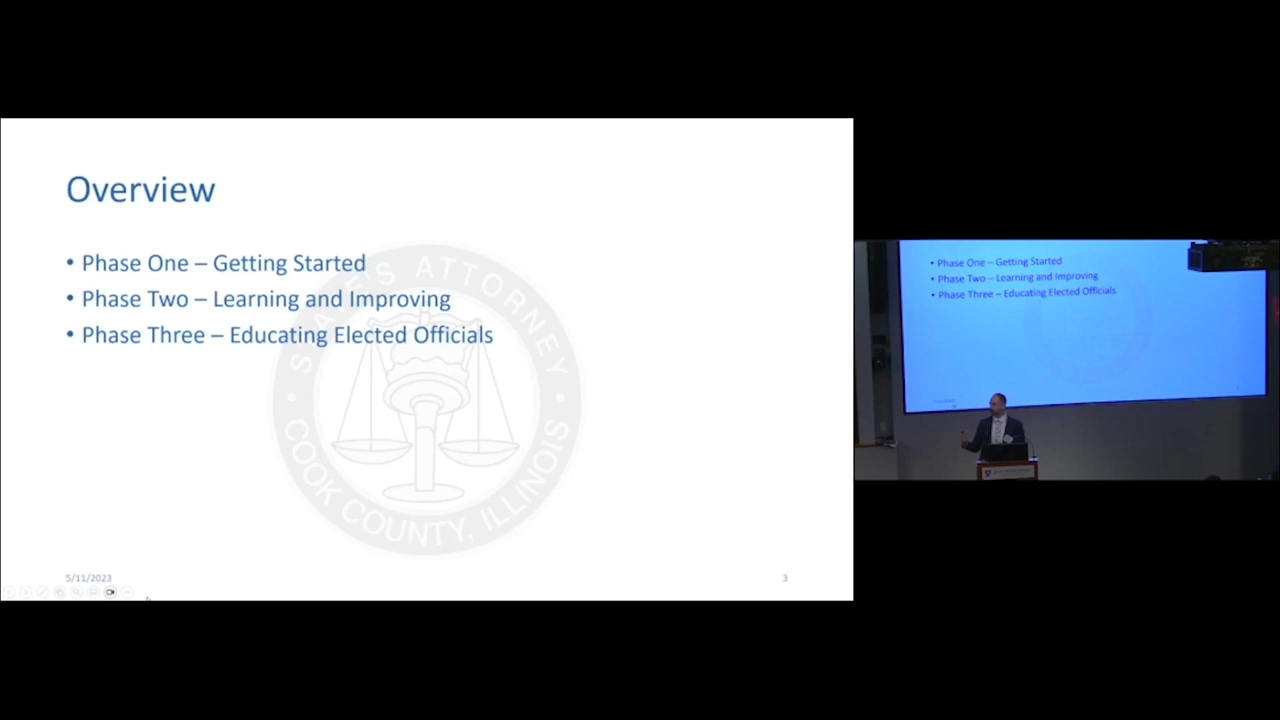 Overview
• Phase One – Getting Started
• Phase Two – Learning and Improving
• Phase Three – Educating Elected Officials
STATE'S ATTORNEY
COOK COUNTY, ILLINOIS
5/11/2023
3
• Phase One – Getting Started
• Phase Two – Learning and Improving
• Phase Three – Educating Elected Officials